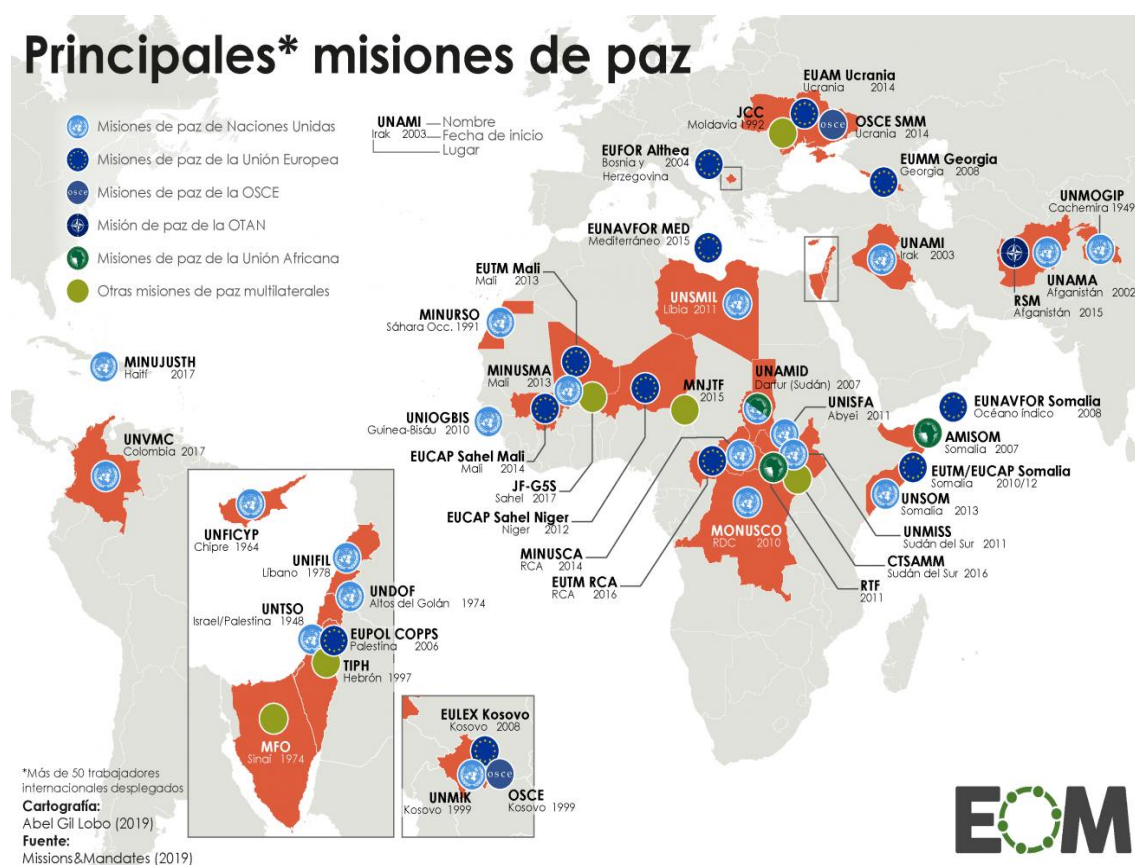 Principales* misiones de paz
Misiones de paz de Naciones Unidas
Misiones de paz de la Unión Europea
osce
Misiones de paz de la OSCE
Misión de paz de la OTAN
Misiones de paz de la Unión Africana
Otras misiones de paz multilaterales
UNAMI
Irak 2003
Nombre
Fecha de inicio
Lugar
EUAM Ucrania
Ucrania 2014
JCC
Moldavia 1992
osce
OSCE SMM
Ucrania 2014
EUFOR Althea
Bosnia y 2004
Herzegovina
EUMM Georgia
Georgia 2008
UNMOGIP
Cachemira 1949
EUNAVFOR MED
Mediterráneo 2015
UNAMI
Irak 2003
UNAMA
Afganistán 2002
RSM
Afganistán 2015
EUTM Mali
Mali 2013
UNSMIL
Libia 2011
MINURSO
Sáhara Occ. 1991
MINUJUSTH
Haití 2017
MINUSMA
Mali 2013
MNJTF
2015
UNAMID
Darfur (Sudán) 2007
UNISFA
Abyei 2011
EUNAVFOR Somalia
Océano índico 2008
UNIOGBIS
Guinea-Bisáu 2010
AMISOM
Somalia 2007
UNVMC
Colombia 2017
EUCAP Sahel Mali
Mali 2014
EUTM/EUCAP Somalia
Somalia 2010/12
JF-G5S
Sahel 2017
UNSOM
Somalia 2013
EUCAP Sahel Niger
Niger 2012
MONUSCO
RDC 2010
UNMISS
Sudán del Sur 2011
MINUSCA
RCA 2014
CTSAMM
Sudán del Sur 2016
EUTM RCA
RCA 2016
RTF
2011
UNFICYP
Chipre 1964
UNIFIL
Líbano 1978
UNDOF
Altos del Golán 1974
UNTSO
Israel/Palestina
1948
EUPOL COPPS
Palestina 2006
TIPH
Hebrón 1997
MFO
Sinaí 1974
EULEX Kosovo
Kosovo 2008
osce
UNMIK
Kosovo 1999
OSCE
Kosovo 1999
*Más de 50 trabajadores
internacionales desplegados
Cartografía:
Abel Gil Lobo (2019)
Fuente:
Missions&Mandates (2019)
EOM